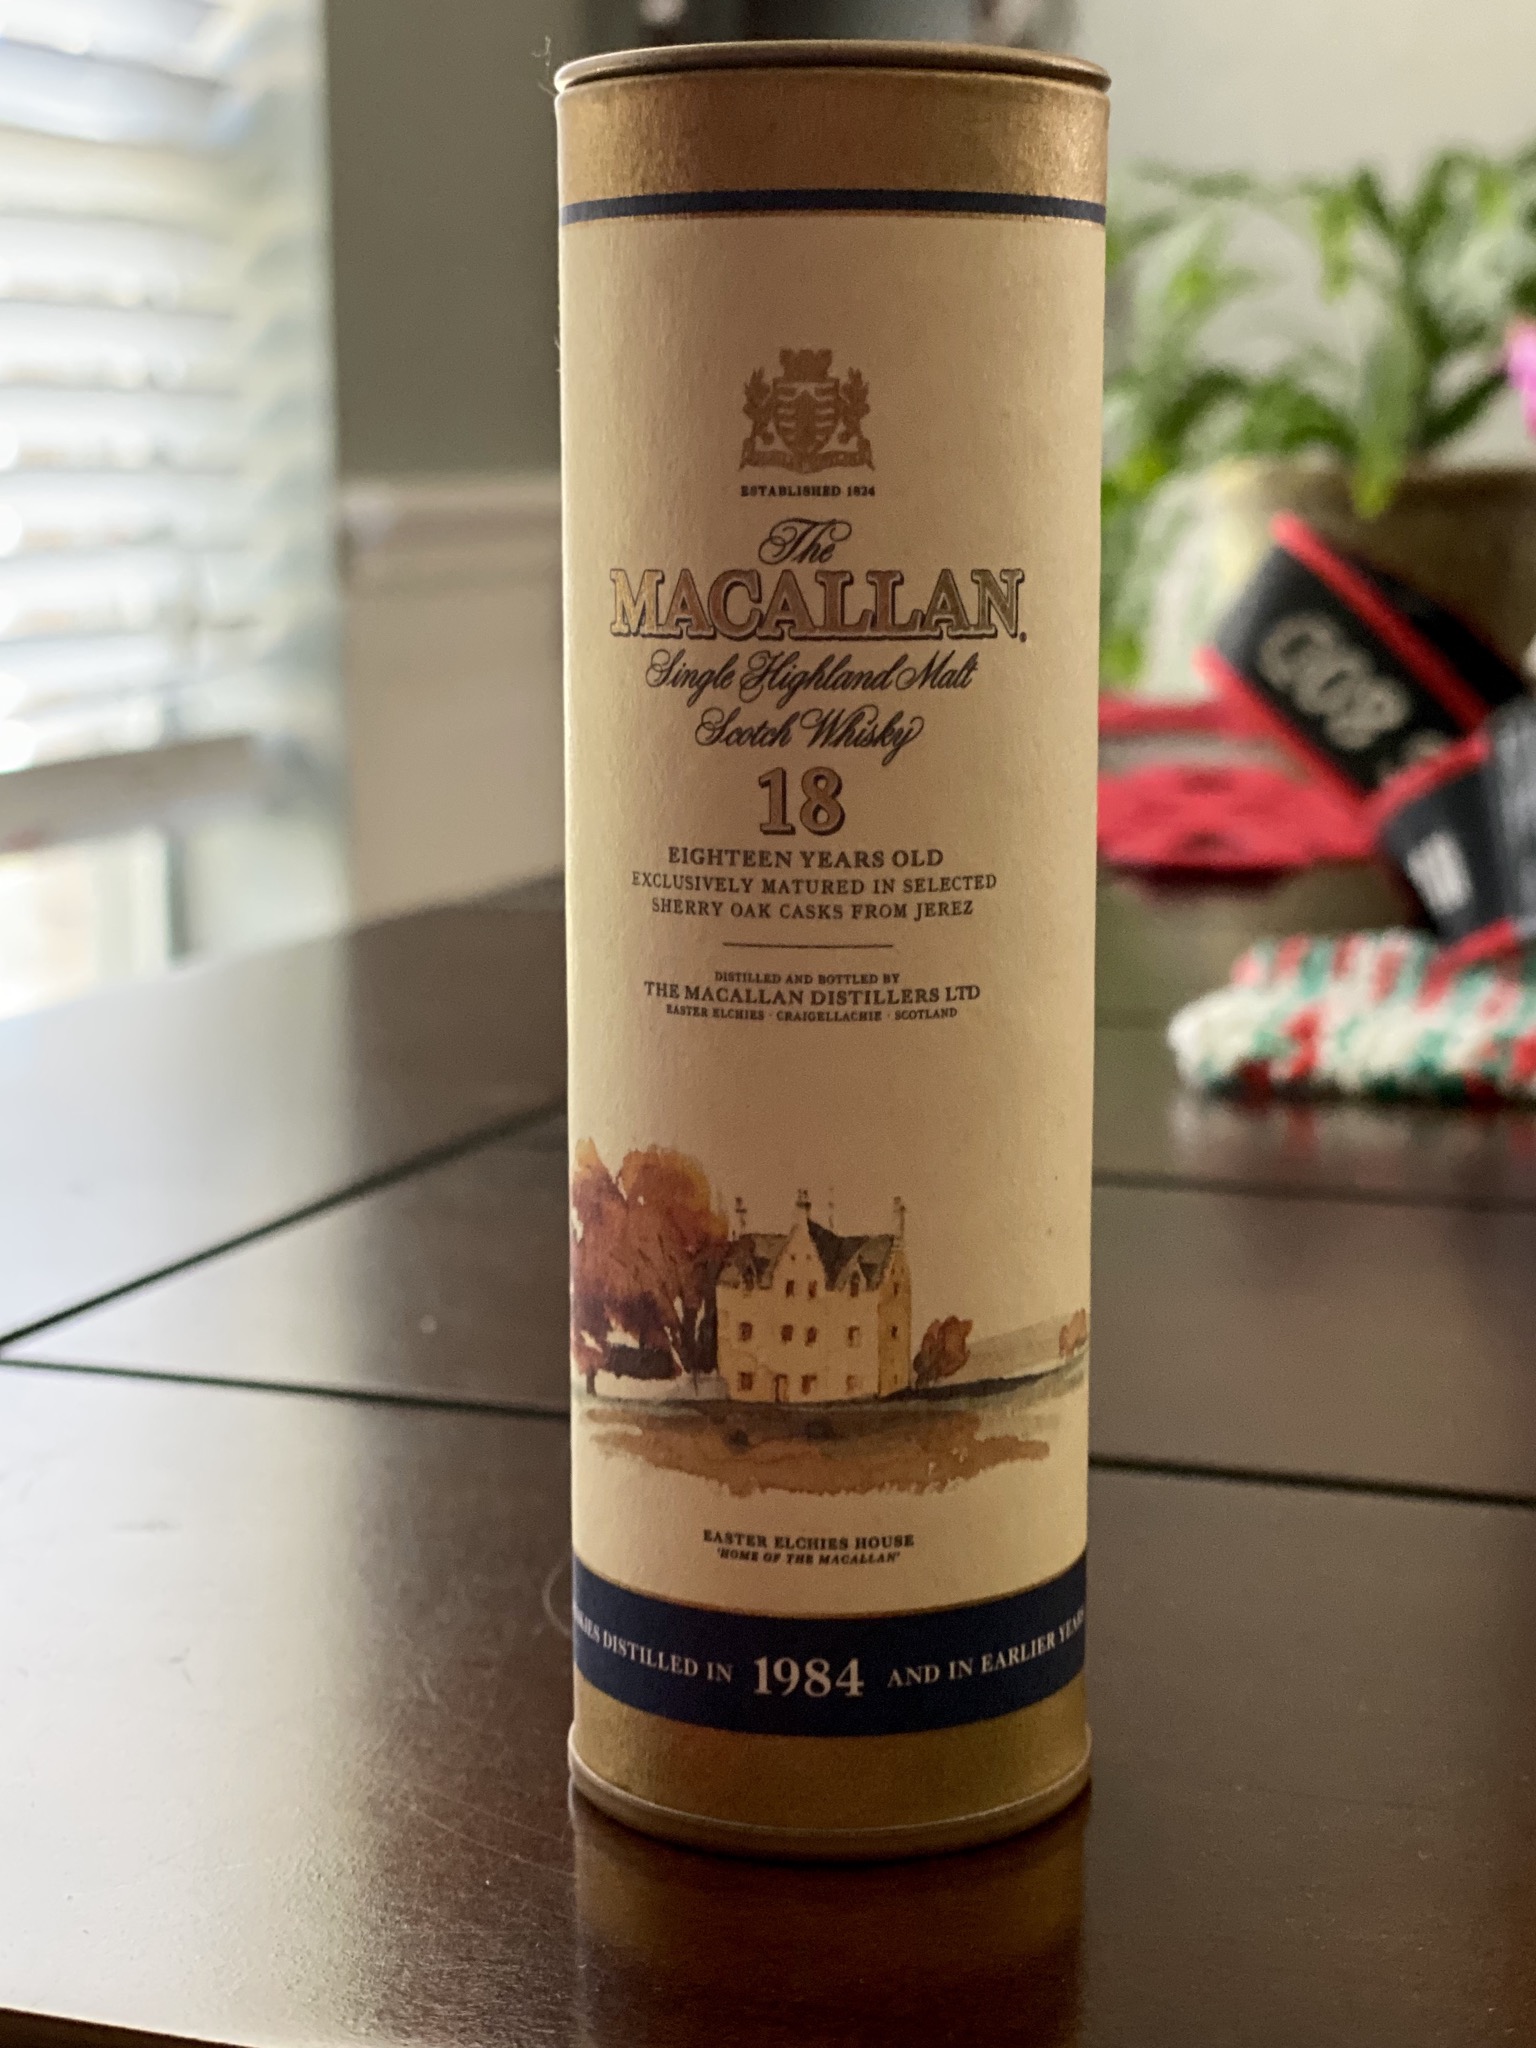 ESTABLISHED 1824
The
MACALLAN.
Single Highland Malt
Scotch Whisky
18
EIGHTEEN YEARS OLD
EXCLUSIVELY MATURED IN SELECTED
SHERRY OAK CASKS FROM JEREZ
DISTILLED AND BOTTLED BY
THE MACALLAN DISTILLERS LTD
EASTER ELCHIES · CRAIGELLACHIE · SCOTLAND
EASTER ELCHIES HOUSE
'HOME OF THE MACALLAN'
DISTILLED IN 1984 AND IN EARLIER